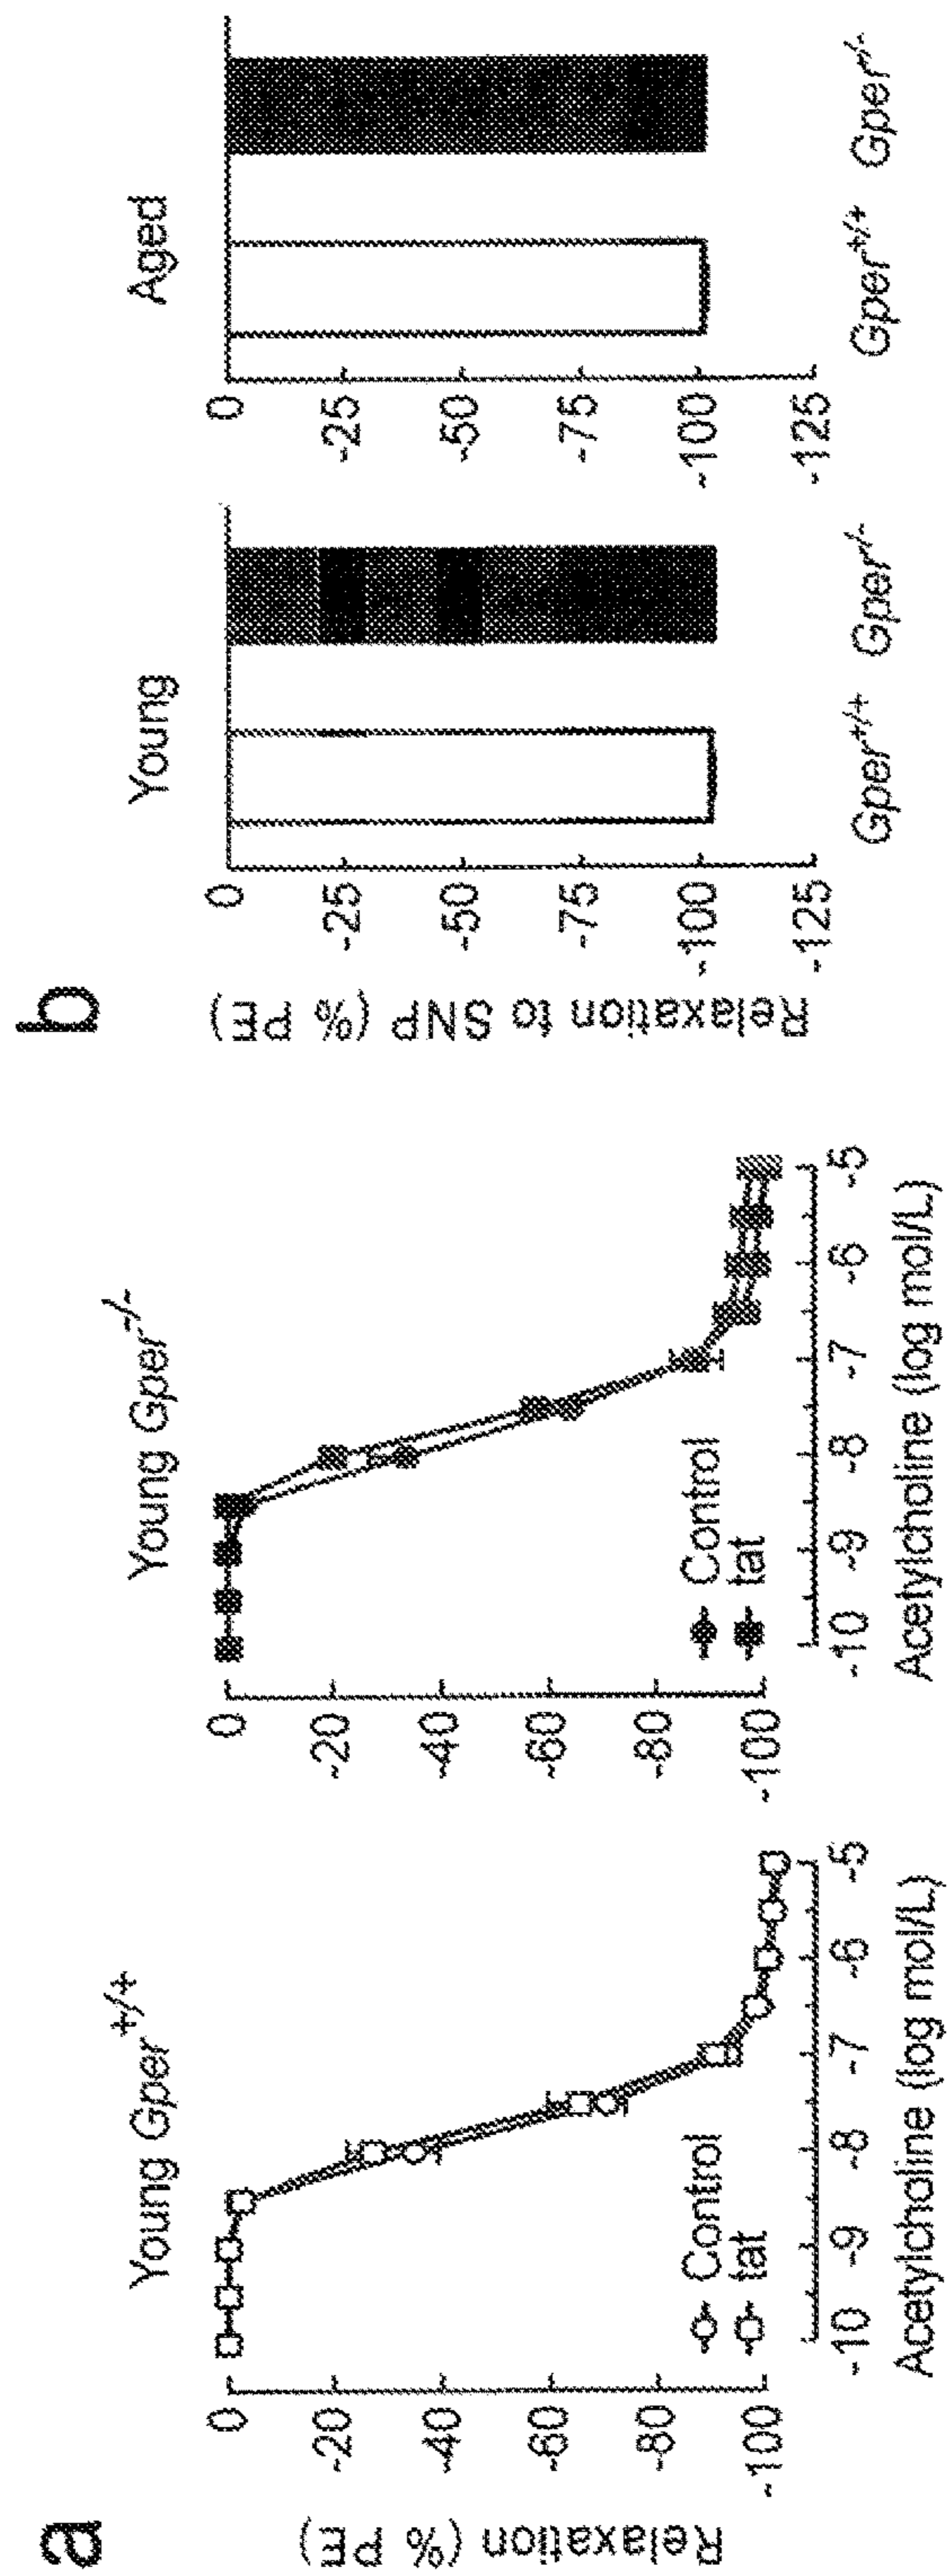 a
Young Gper+/+
Relaxation (% PE)
0
-20
-40
-60
-80
-100
Control
tat
-10 -9 -8 -7 -6 -5
Acetylcholine (log mol/L)
Young Gper-/-
0
-20
-40
-60
-80
-100
Control
tat
-10 -9 -8 -7 -6 -5
Acetylcholine (log mol/L)
b
Relaxation to SNP (% PE)
Young
0
-25
-50
-75
-100
-125
Gper+/+ Gper-/-
Aged
0
-25
-50
-75
-100
-125
Gper+/+ Gper-/-